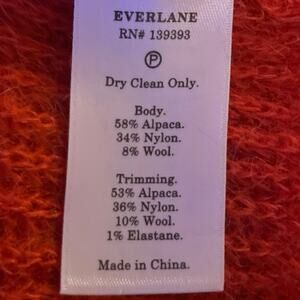 EVERLANE
RN# 139393
P
Dry Clean Only.
Body.
58% Alpaca.
34% Nylon.
8% Wool.
Trimming.
53% Alpaca.
36% Nylon.
10% Wool.
1% Elastane.
Made in China.